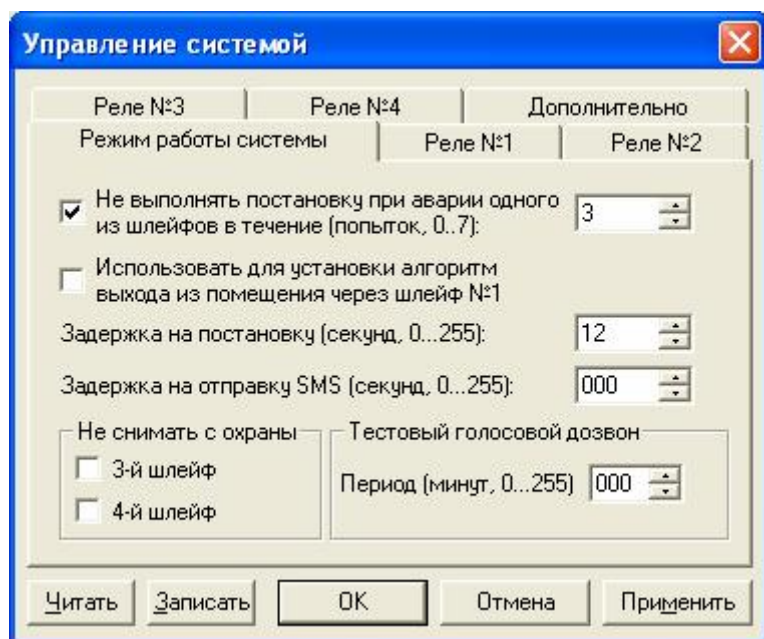 Управление системой
Реле №3 Реле №4 Дополнительно
Режим работы системы Реле №1 Реле №2
Не выполнять постановку при аварии одного
из шлейфов в течение (попыток, 0..7): 3
Использовать для установки алгоритм
выхода из помещения через шлейф №1
Задержка на постановку (секунд, 0...255): 12
Задержка на отправку SMS (секунд, 0...255): 000
Не снимать с охраны Тестовый голосовой дозвон
3-й шлейф
Период (минут, 0...255) 000
4-й шлейф
Читать Записать OK Отмена Применить